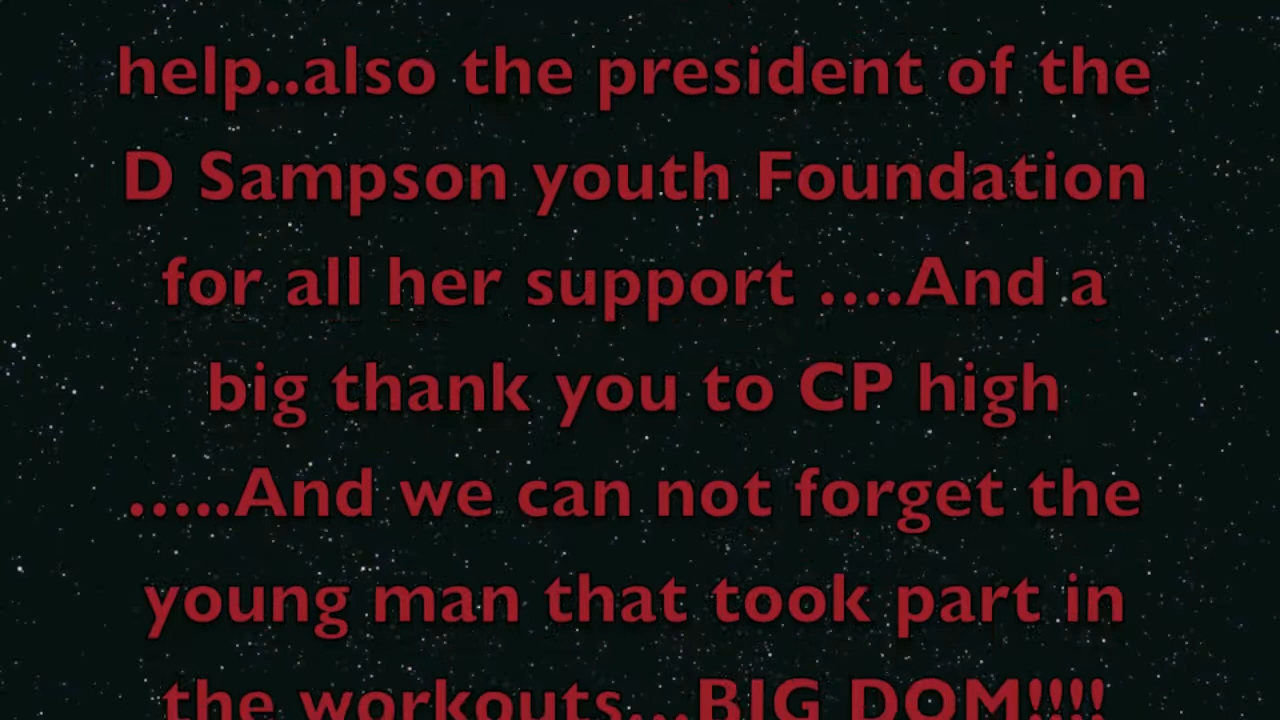 help..also the president of the
D Sampson youth Foundation
for all her support ....And a
big thank you to CP high
.....And we can not forget the
young man that took part in
the workouts...BIG DOM!!!!